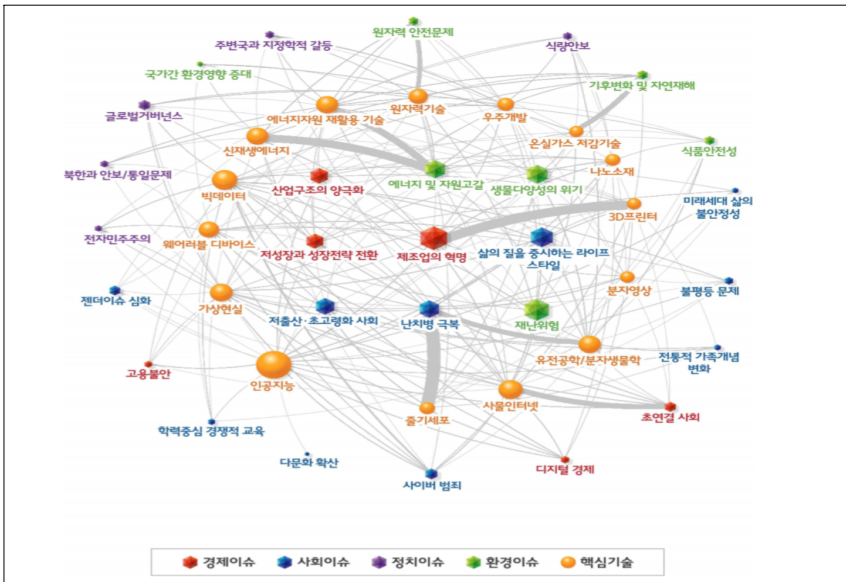 원자력 안전문제
주변국과 지정학적 갈등
식량안보
국가간 환경영향 증대
기후변화 및 자연재해
글로벌거버넌스
에너지자원 재활용 기술
원자력기술
우주개발
신재생에너지
온실가스 저감기술
식품안전성
북한과 안보/통일문제
빅데이터
산업구조의 양극화
에너지 및 자원고갈
생물다양성의 위기
나노소재
미래세대 삶의
불안정성
3D프린터
전자민주주의
웨어러블 디바이스
저성장과 성장전략 전환
제조업의 혁명
삶의 질을 중시하는 라이프
스타일
젠더이슈 심화
가상현실
저출산·초고령화 사회
난치병 극복
재난위험
분자영상
불평등 문제
고용불안
인공지능
유전공학/분자생물학
전통적 가족개념
변화
줄기세포
사물인터넷
초연결 사회
학력중심 경쟁적 교육
다문화 확산
사이버 범죄
디지털 경제
경제이슈 사회이슈 정치이슈 환경이슈 핵심기술